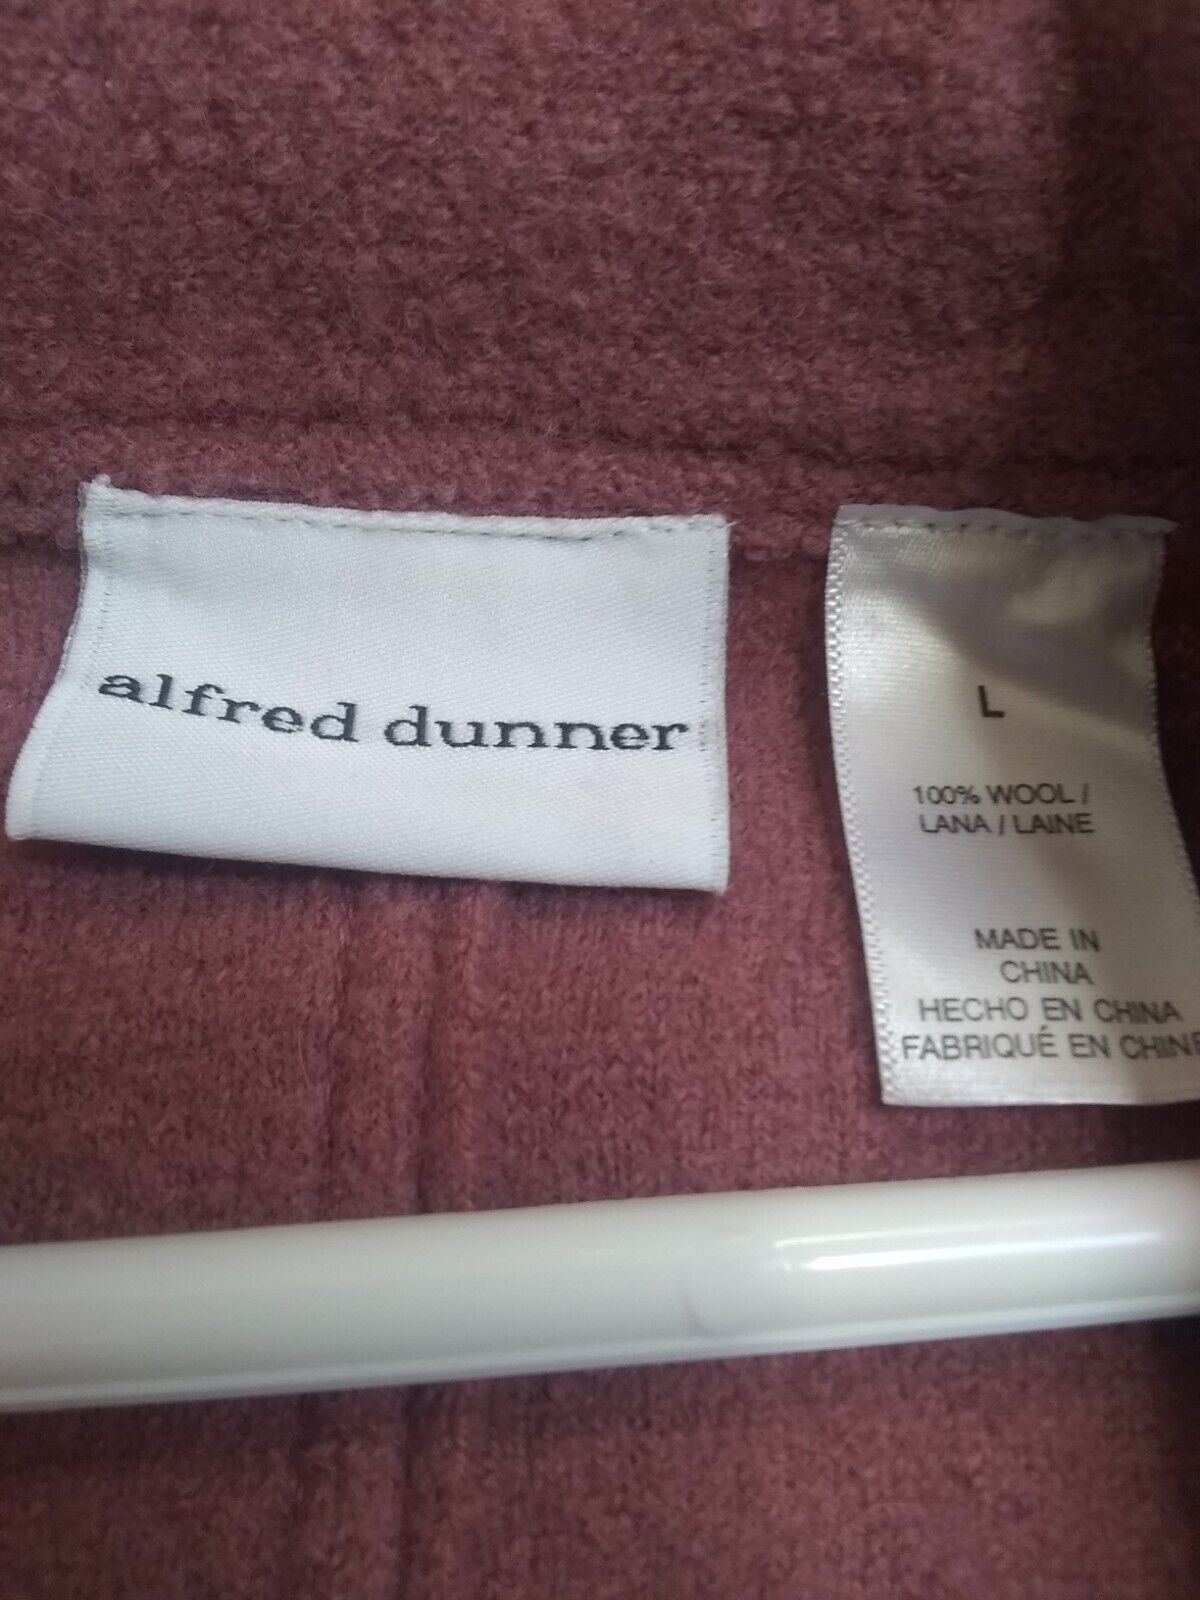 alfred dunner
L
100% WOOL /
LANA / LAINE
MADE IN
CHINA
HECHO EN CHINA
FABRIQUÉ EN CHINE